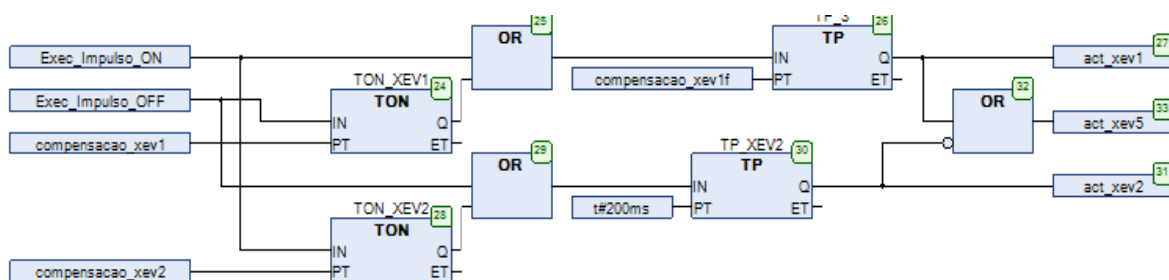 TP_3
25
26
OR
TP
27
Exec_Impulso_ON
IN
Q
act_xev1
TON_XEV1
24
compensacao_xev1f
PT
ET
32
Exec_Impulso_OFF
TON
OR
33
IN
Q
act_xev5
compensacao_xev1
PT
ET
29
TP_XEV2
30
OR
TP
31
IN
Q
act_xev2
TON_XEV2
28
t#200ms
PT
ET
TON
IN
Q
compensacao_xev2
PT
ET